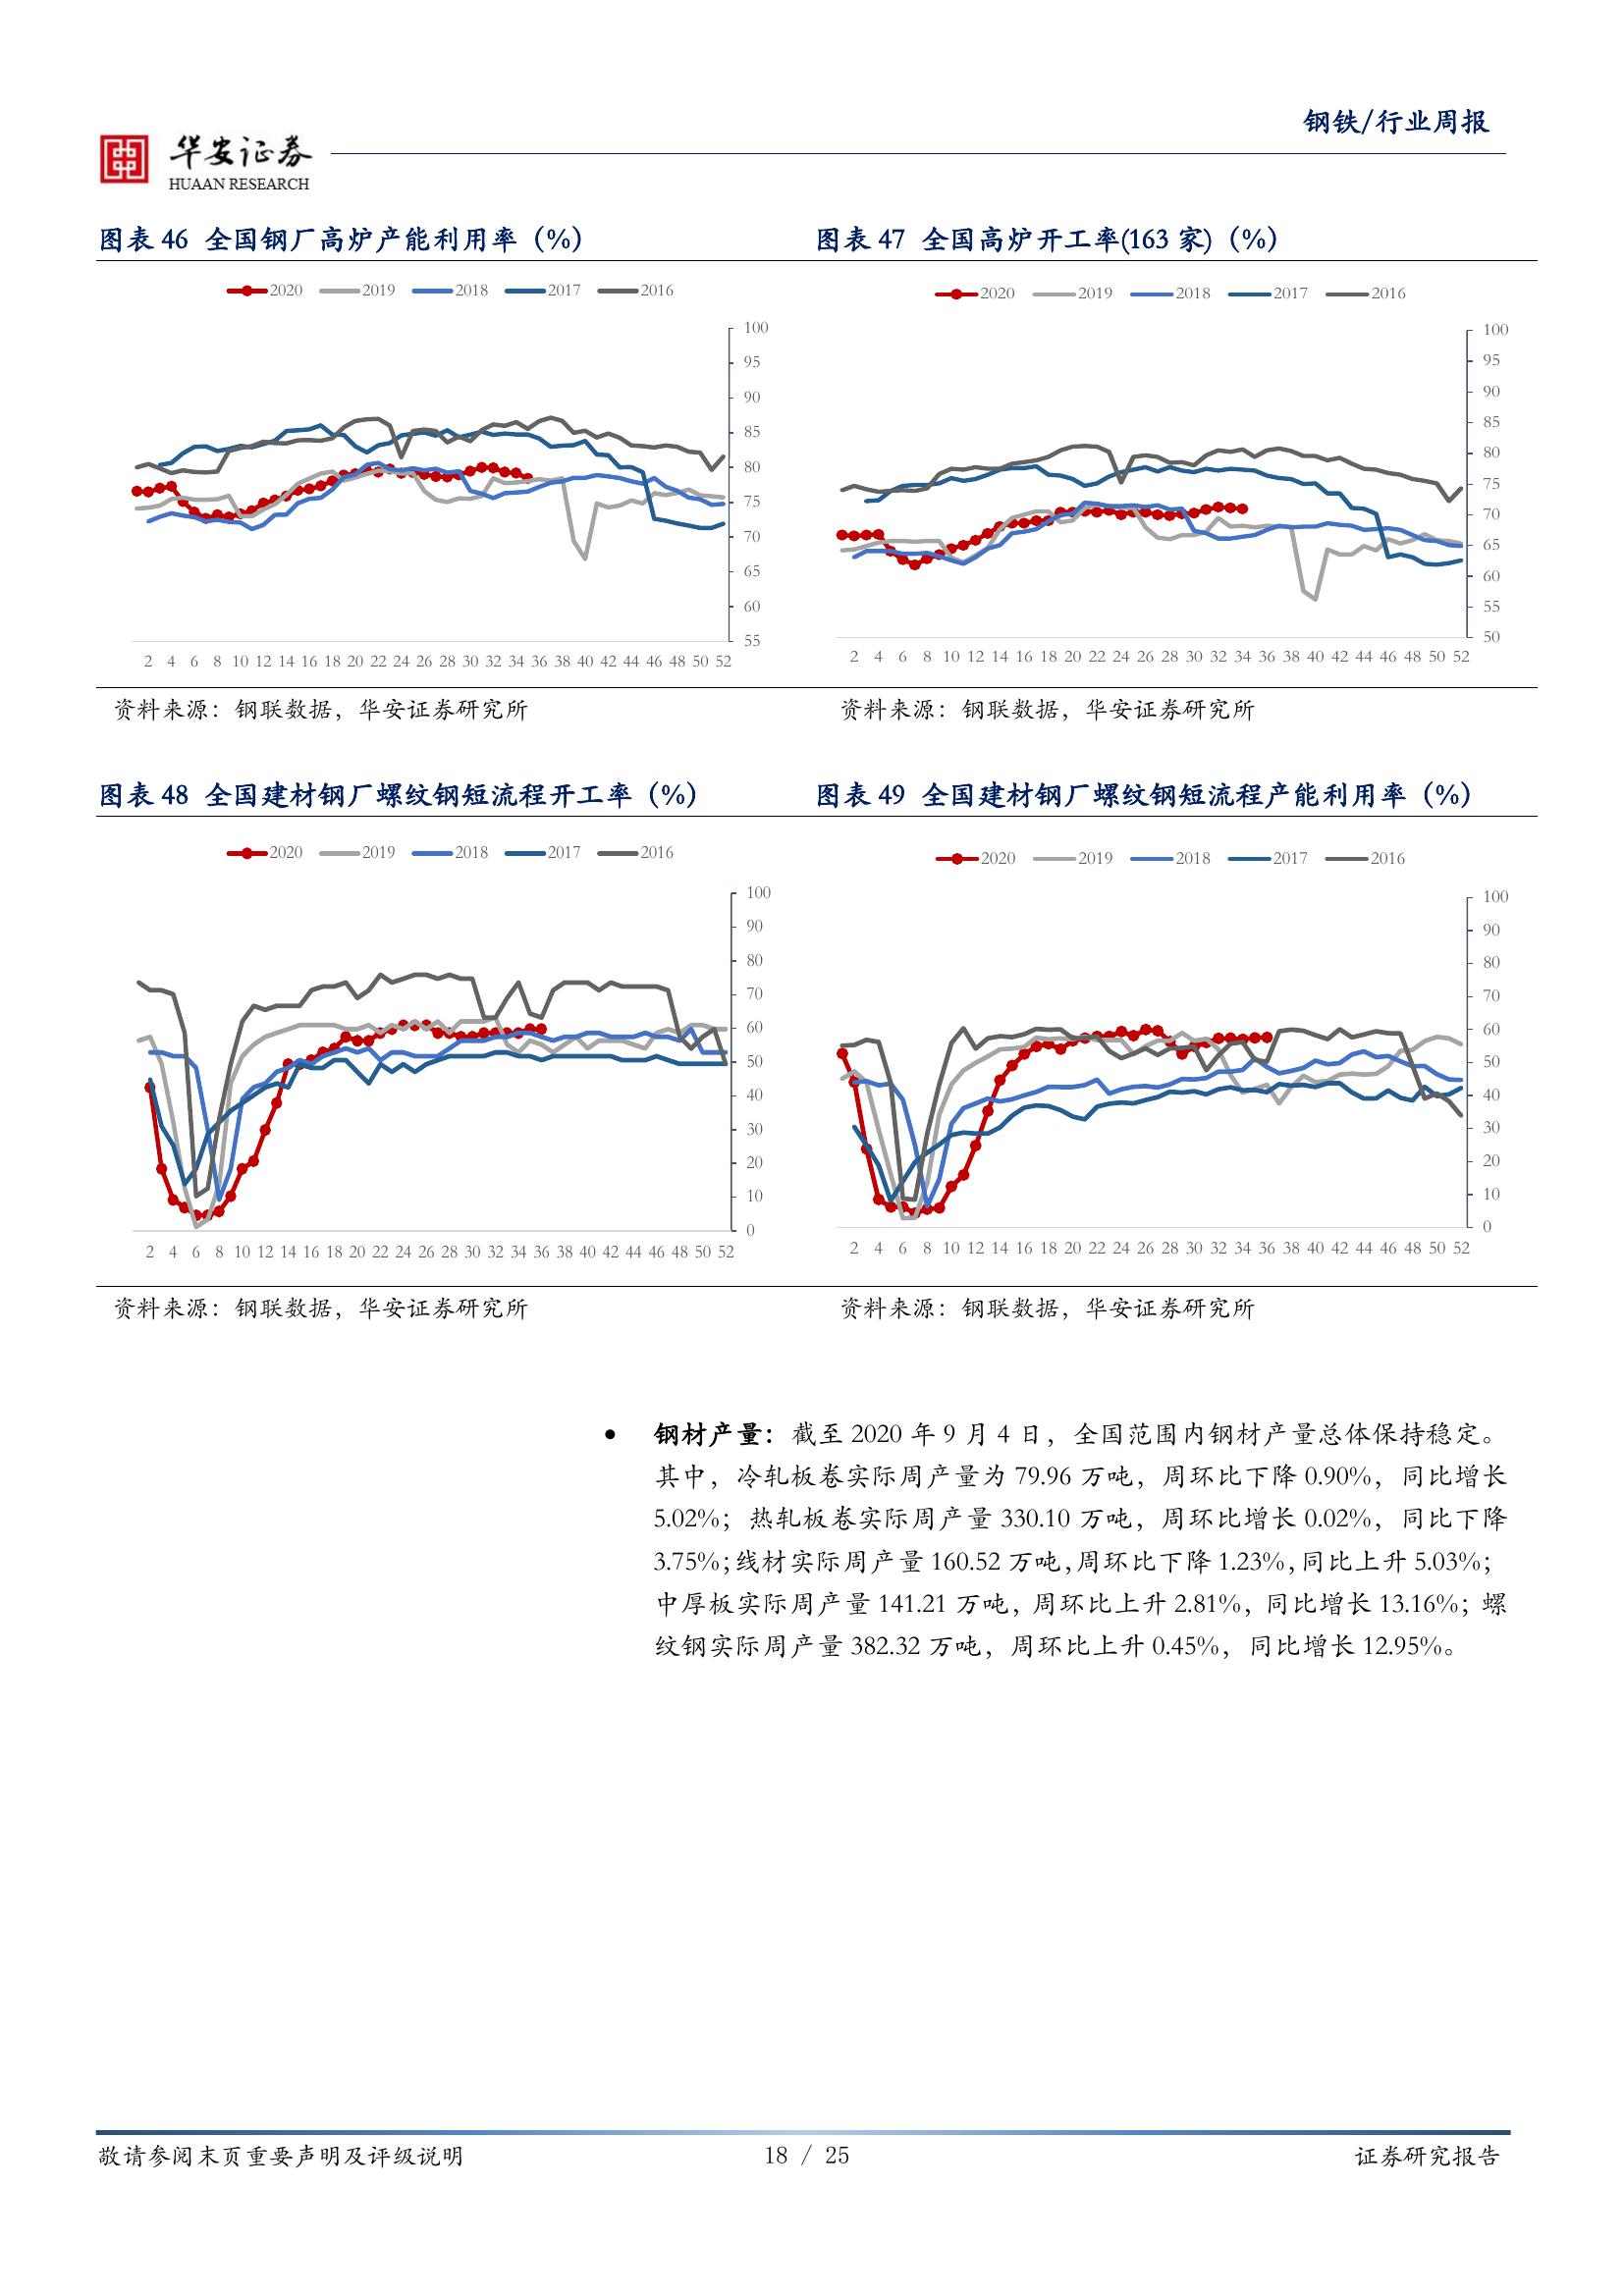 钢铁/行业周报
华安证券
HUAAN RESEARCH
图表 46 全国钢厂高炉产能利用率（%）
2020 2019 2018 2017 2016
100
95
90
85
80
75
70
65
60
55
2 4 6 8 10 12 14 16 18 20 22 24 26 28 30 32 34 36 38 40 42 44 46 48 50 52
资料来源：钢联数据，华安证券研究所
图表 47 全国高炉开工率(163 家)（%）
2020 2019 2018 2017 2016
100
95
90
85
80
75
70
65
60
55
50
2 4 6 8 10 12 14 16 18 20 22 24 26 28 30 32 34 36 38 40 42 44 46 48 50 52
资料来源：钢联数据，华安证券研究所
图表 48 全国建材钢厂螺纹钢短流程开工率（%）
2020 2019 2018 2017 2016
100
90
80
70
60
50
40
30
20
10
0
2 4 6 8 10 12 14 16 18 20 22 24 26 28 30 32 34 36 38 40 42 44 46 48 50 52
资料来源：钢联数据，华安证券研究所
图表 49 全国建材钢厂螺纹钢短流程产能利用率（%）
2020 2019 2018 2017 2016
100
90
80
70
60
50
40
30
20
10
0
2 4 6 8 10 12 14 16 18 20 22 24 26 28 30 32 34 36 38 40 42 44 46 48 50 52
资料来源：钢联数据，华安证券研究所
● 钢材产量：截至 2020 年 9 月 4 日，全国范围内钢材产量总体保持稳定。
其中，冷轧板卷实际周产量为 79.96 万吨，周环比下降 0.90%，同比增长
5.02%；热轧板卷实际周产量 330.10 万吨，周环比增长 0.02%，同比下降
3.75%；线材实际周产量 160.52 万吨，周环比下降 1.23%，同比上升 5.03%；
中厚板实际周产量 141.21 万吨，周环比上升 2.81%，同比增长 13.16%；螺
纹钢实际周产量 382.32 万吨，周环比上升 0.45%，同比增长 12.95%。
敬请参阅末页重要声明及评级说明 18 / 25 证券研究报告